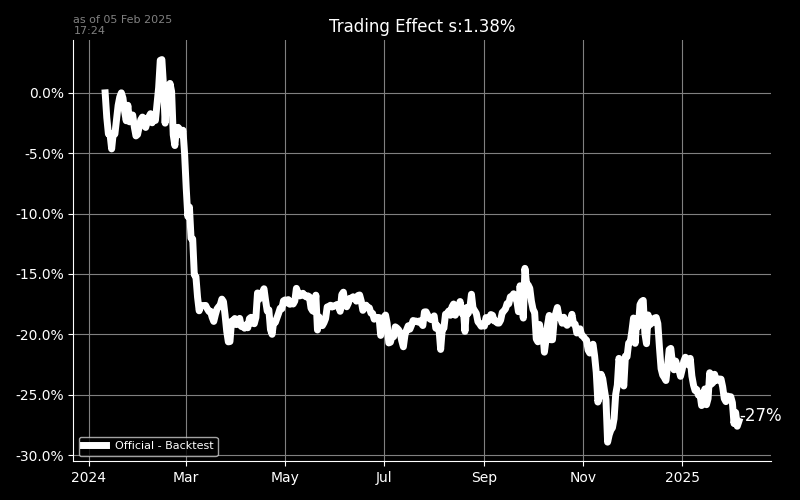 as of 05 Feb 2025
17:24
Trading Effect s:1.38%
0.0%
-5.0%
-10.0%
-15.0%
-20.0%
-25.0%
-30.0%
-27%
Official - Backtest
2024 Mar May Jul Sep Nov 2025